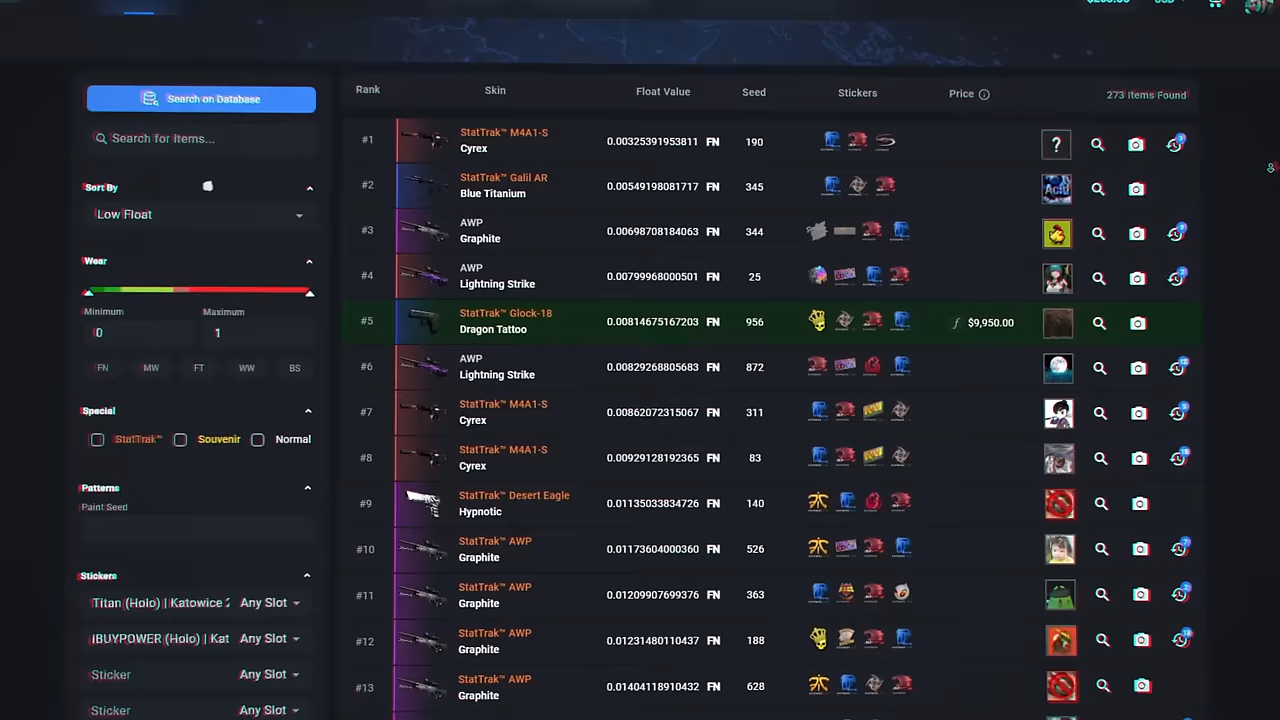 Search on Database
Search for items...
Sort By
Low Float
Wear
Minimum Maximum
0 1
FN MW FT WW BS
Special
StatTrak™ Souvenir Normal
Patterns
Paint Seed
Stickers
Titan (Holo) | Katowice Any Slot
iBUYPOWER (Holo) | Kat Any Slot
Sticker Any Slot
Sticker Any Slot
Rank Skin Float Value Seed Stickers Price 273 Items Found
#1 StatTrak™ M4A1-S
Cyrex 0.00325391953811 FN 190 ?
#2 StatTrak™ Galil AR
Blue Titanium 0.00549198081717 FN 345 Acid
#3 AWP
Graphite 0.00698708184063 FN 344
#4 AWP
Lightning Strike 0.00799968000501 FN 25
#5 StatTrak™ Glock-18
Dragon Tattoo 0.00814675167203 FN 956 $9,950.00
#6 AWP
Lightning Strike 0.00829268805683 FN 872
#7 StatTrak™ M4A1-S
Cyrex 0.00862072315067 FN 311
#8 StatTrak™ M4A1-S
Cyrex 0.00929128192365 FN 83
#9 StatTrak™ Desert Eagle
Hypnotic 0.01135033834726 FN 140
#10 StatTrak™ AWP
Graphite 0.01173604000360 FN 526
#11 StatTrak™ AWP
Graphite 0.01209907699376 FN 363
#12 StatTrak™ AWP
Graphite 0.01231480110437 FN 188
#13 StatTrak™ AWP
Graphite 0.01404118910432 FN 628